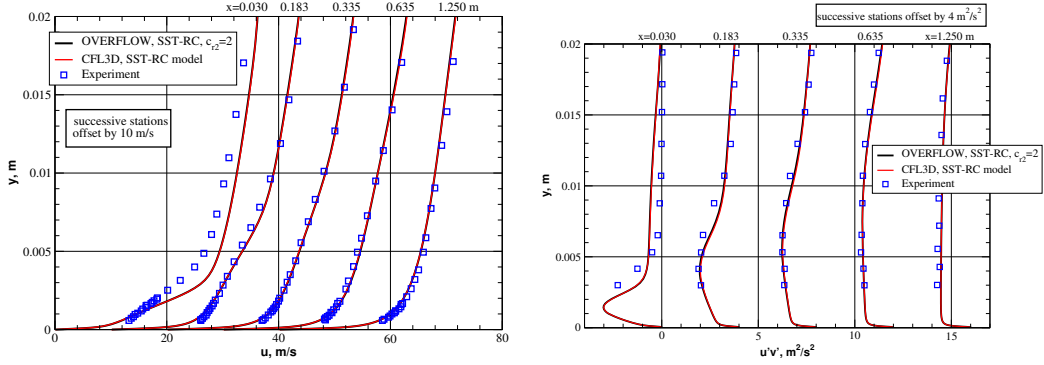 x=0.030 0.183 0.335 0.635 1.250 m
0.02
OVERFLOW, SST-RC, c_r2=2
CFL3D, SST-RC model
Experiment
0.015
successive stations
offset by 10 m/s
y, m
0.01
0.005
0
0 20 40 60 80
u, m/s
successive stations offset by 4 m²/s²
x=0.030 0.183 0.335 0.635 x=1.250 m
0.02
0.015
OVERFLOW, SST-RC, c_r2=2
CFL3D, SST-RC model
Experiment
y, m
0.01
0.005
0
0 5 10 15
u'v', m²/s²